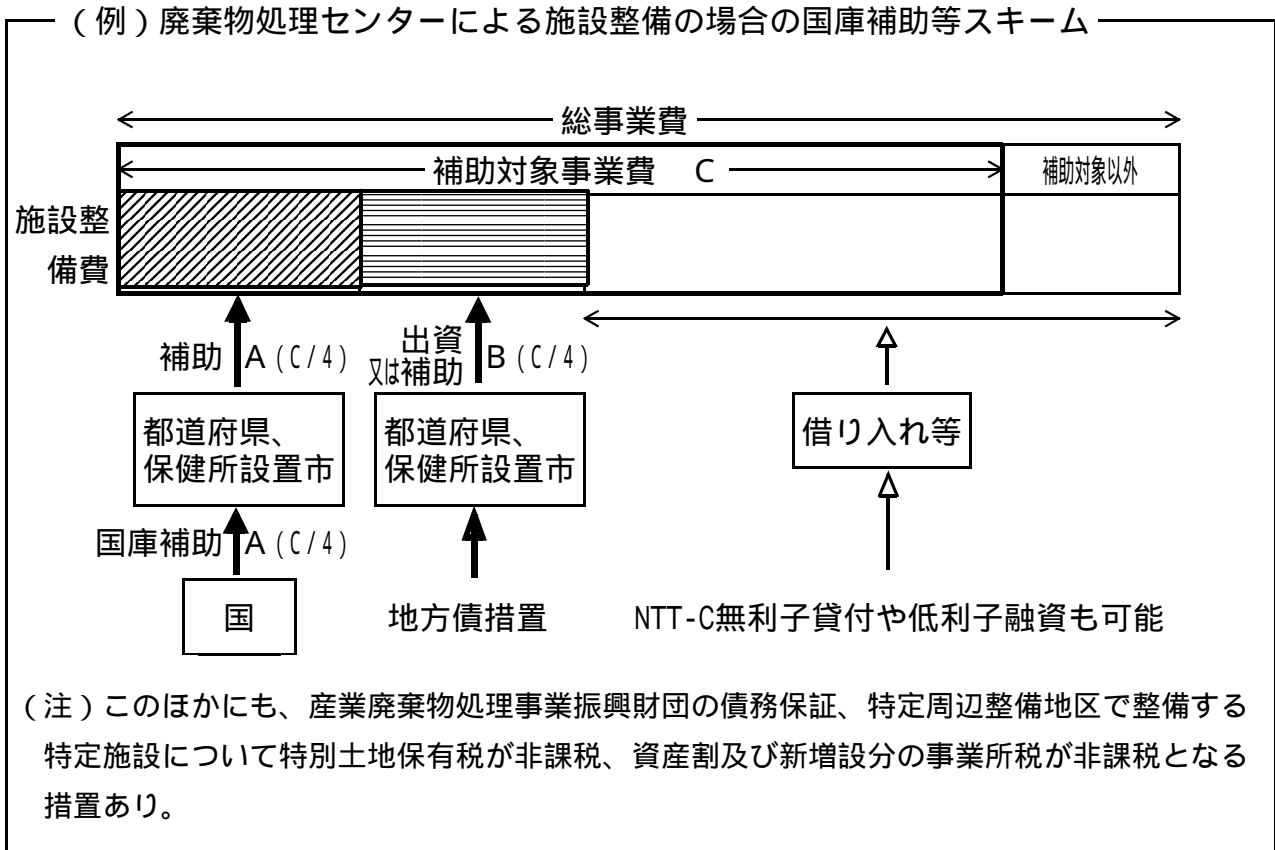 (例)廃棄物処理センターによる施設整備の場合の国庫補助等スキーム
総事業費
補助対象事業費 C
補助対象以外
施設整
備費
補助 A(C/4)
出資
又は補助 B(C/4)
都道府県、
保健所設置市
都道府県、
保健所設置市
借り入れ等
国庫補助 A(C/4)
国
地方債措置
NTT-C無利子貸付や低利子融資も可能
(注)このほかにも、産業廃棄物処理事業振興財団の債務保証、特定周辺整備地区で整備する
特定施設について特別土地保有税が非課税、資産割及び新増設分の事業所税が非課税となる
措置あり。